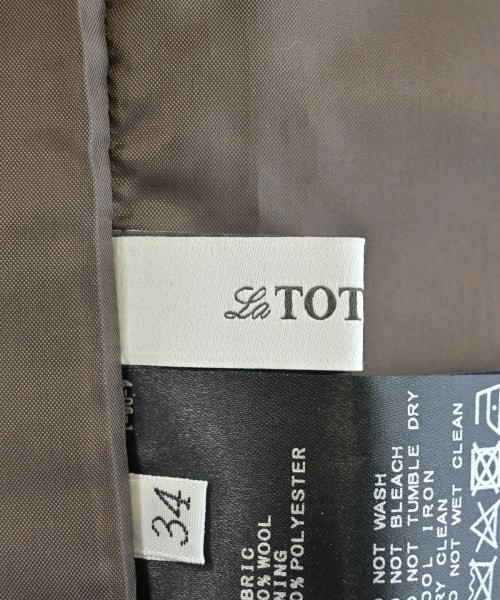 La TOT
34
BRIC
0% WOOL
NING
0% POLYESTER
NOT WASH
NOT BLEACH
NOT TUMBLE DRY
OOL IRON
RY CLEAN
O NOT WET CLEAN